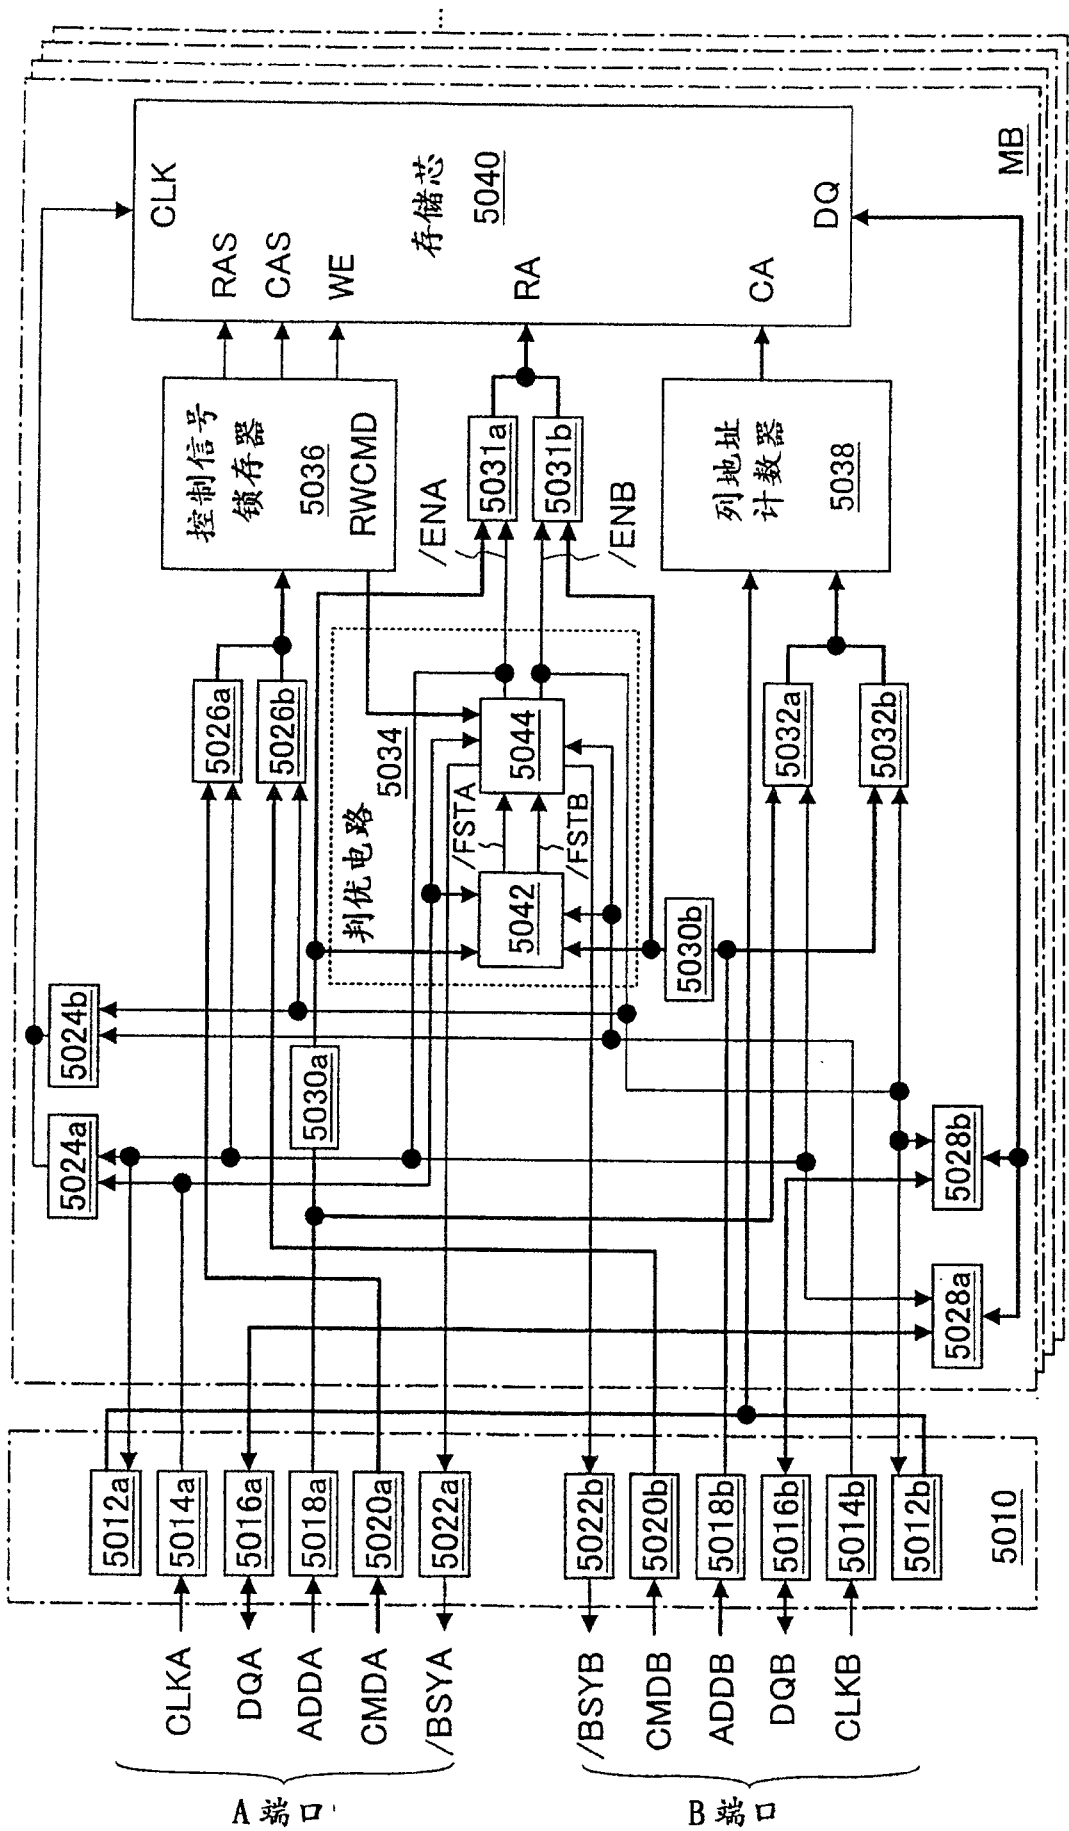 MB
CLK
存储芯
5040
DQ
RAS
CAS
WE
RA
CA
控制信号
锁存器
5036
RWCMD
5031a
5031b
列地址
计数器
5038
/ENA
/ENB
5026a
5026b
5034
判优电路
5044
/FSTA
/FSTB
5042
5032a
5032b
5030b
5024b
5024a
5030a
5028b
5028a
5012a
5014a
5016a
5018a
5020a
5022a
5022b
5020b
5018b
5016b
5014b
5012b
5010
CLKA
DQA
ADDA
CMDA
/BSYA
/BSYB
CMDB
ADDB
DQB
CLKB
A 端口
B 端口